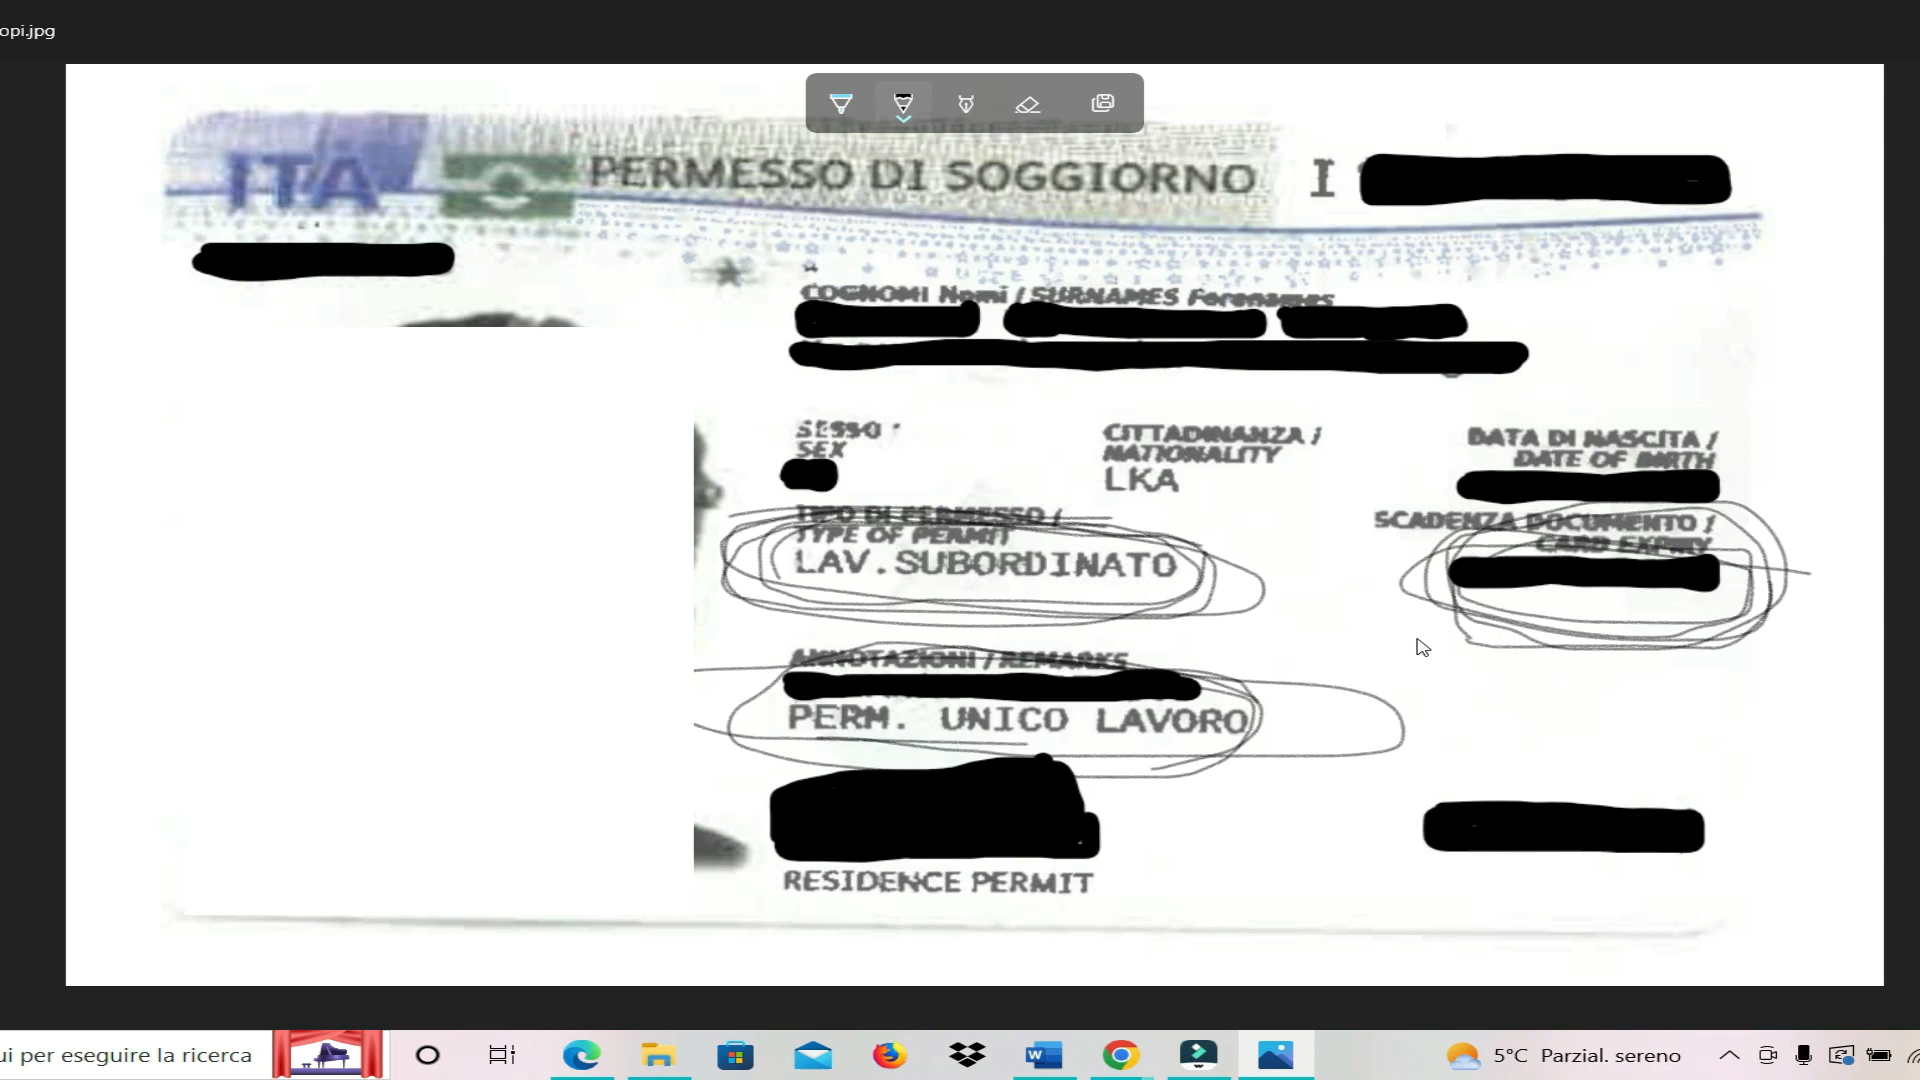 opi.jpg
ITA PERMESSO DI SOGGIORNO I
COGNOMI Nomi / SURNAMES Forenames
SESSO /
SEX
CITTADINANZA /
NATIONALITY
LKA
DATA DI NASCITA /
DATE OF BIRTH
TIPO DI PERMESSO /
TYPE OF PERMIT
LAV.SUBORDINATO
SCADENZA DOCUMENTO /
CARD EXPIRY
ANNOTAZIONI / REMARKS
PERM. UNICO LAVORO
RESIDENCE PERMIT
ui per eseguire la ricerca
5°C Parzial. sereno